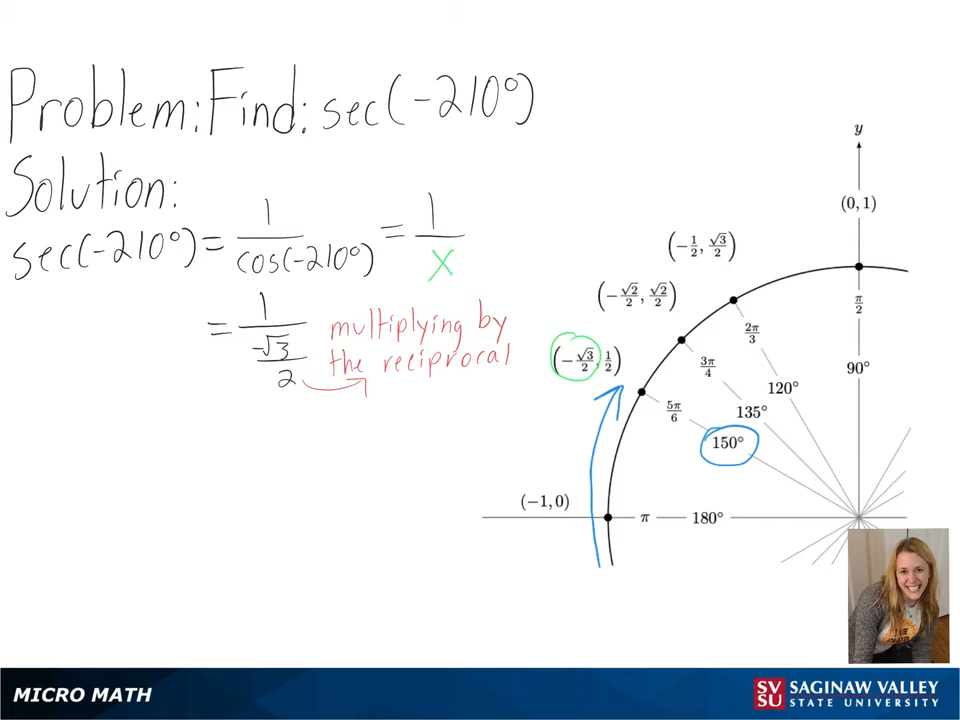 Problem: Find: sec(-210°)
Solution:
sec(-210°) = 1/cos(-210°) = 1/x
= 1/(-√3/2) multiplying by
the reciprocal
y
(0, 1)
(-1/2, √3/2)
(-√2/2, √2/2)
(-√3/2, 1/2)
π/2
2π/3
3π/4
5π/6
90°
120°
135°
150°
(-1, 0)
π
180°
MICRO MATH
SV
SU
SAGINAW VALLEY
STATE UNIVERSITY